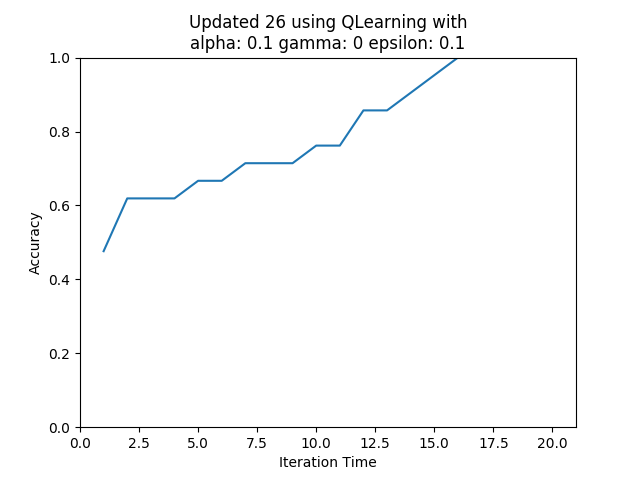 Updated 26 using QLearning with
alpha: 0.1 gamma: 0 epsilon: 0.1
1.0
0.8
0.6
0.4
0.2
0.0
Accuracy
0.0 2.5 5.0 7.5 10.0 12.5 15.0 17.5 20.0
Iteration Time